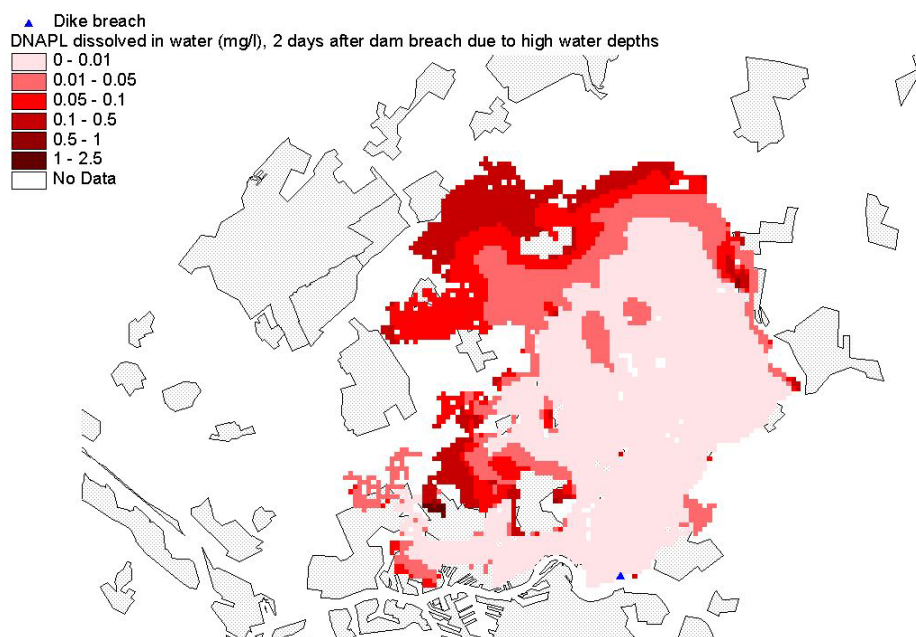 Dike breach
DNAPL dissolved in water (mg/l), 2 days after dam breach due to high water depths
0 - 0.01
0.01 - 0.05
0.05 - 0.1
0.1 - 0.5
0.5 - 1
1 - 2.5
No Data